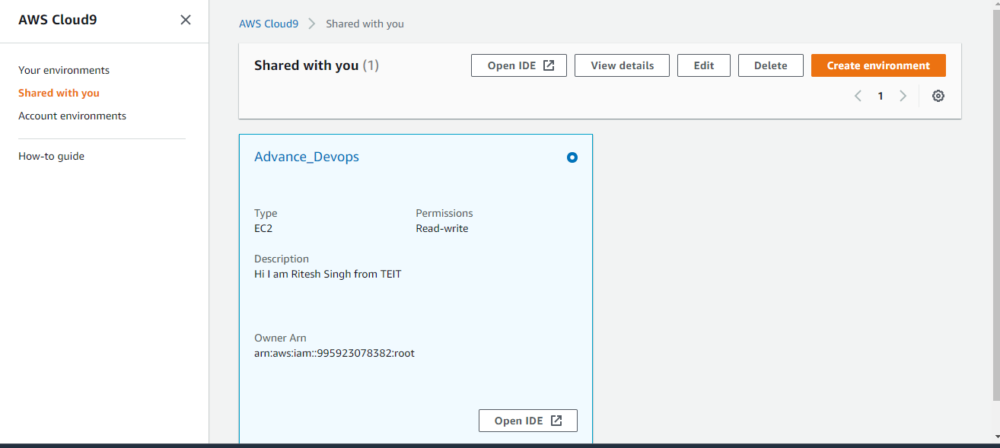 AWS Cloud9
Your environments
Shared with you
Account environments
How-to guide
AWS Cloud9 Shared with you
Shared with you (1)
Open IDE View details Edit Delete Create environment
1
Advance_Devops
Type Permissions
EC2 Read-write
Description
Hi I am Ritesh Singh from TEIT
Owner Arn
arn:aws:iam::995923078382:root
Open IDE